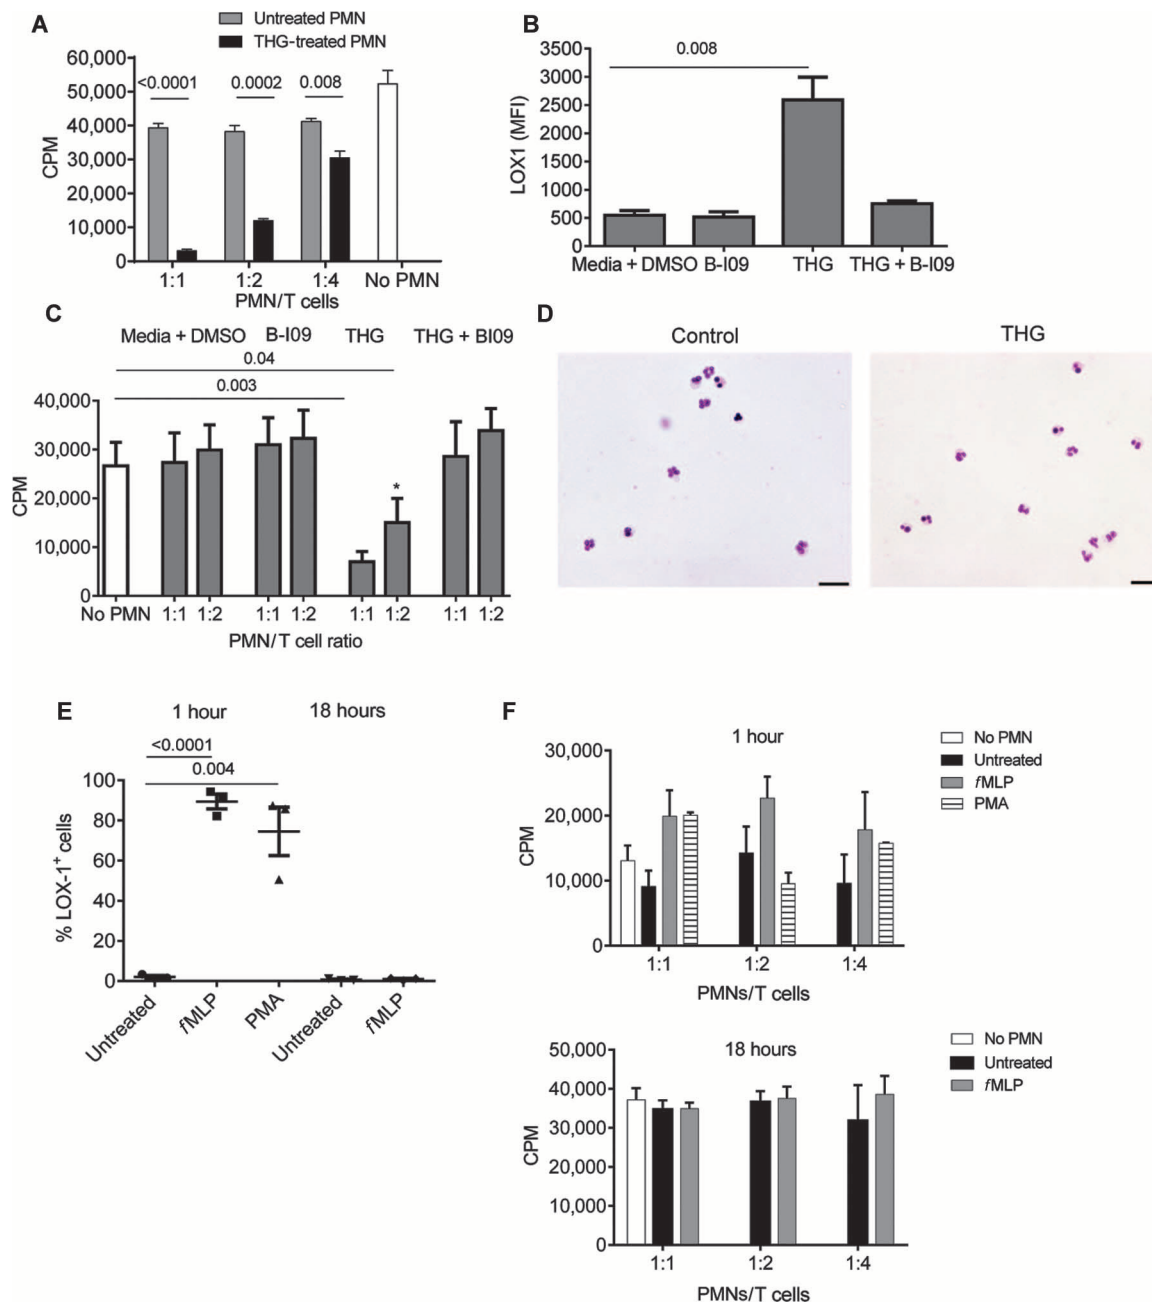 A
Untreated PMN
THG-treated PMN
60,000
50,000
40,000
30,000
20,000
10,000
0
CPM
<0.0001
0.0002
0.008
1:1
1:2
1:4
No PMN
PMN/T cells
B
0.008
3500
3000
2500
2000
1500
1000
500
0
LOX1 (MFI)
Media + DMSO
B-I09
THG
THG + B-I09
C
Media + DMSO
B-I09
THG
THG + BI09
0.04
0.003
40,000
30,000
20,000
10,000
0
CPM
*
No PMN
1:1
1:2
1:1
1:2
1:1
1:2
1:1
1:2
PMN/T cell ratio
D
Control
THG
E
1 hour
18 hours
<0.0001
0.004
100
80
60
40
20
0
% LOX-1+ cells
Untreated
fMLP
PMA
Untreated
fMLP
F
1 hour
No PMN
Untreated
fMLP
PMA
30,000
20,000
10,000
0
CPM
1:1
1:2
1:4
PMNs/T cells
18 hours
No PMN
Untreated
fMLP
50,000
40,000
30,000
20,000
10,000
0
CPM
1:1
1:2
1:4
PMNs/T cells